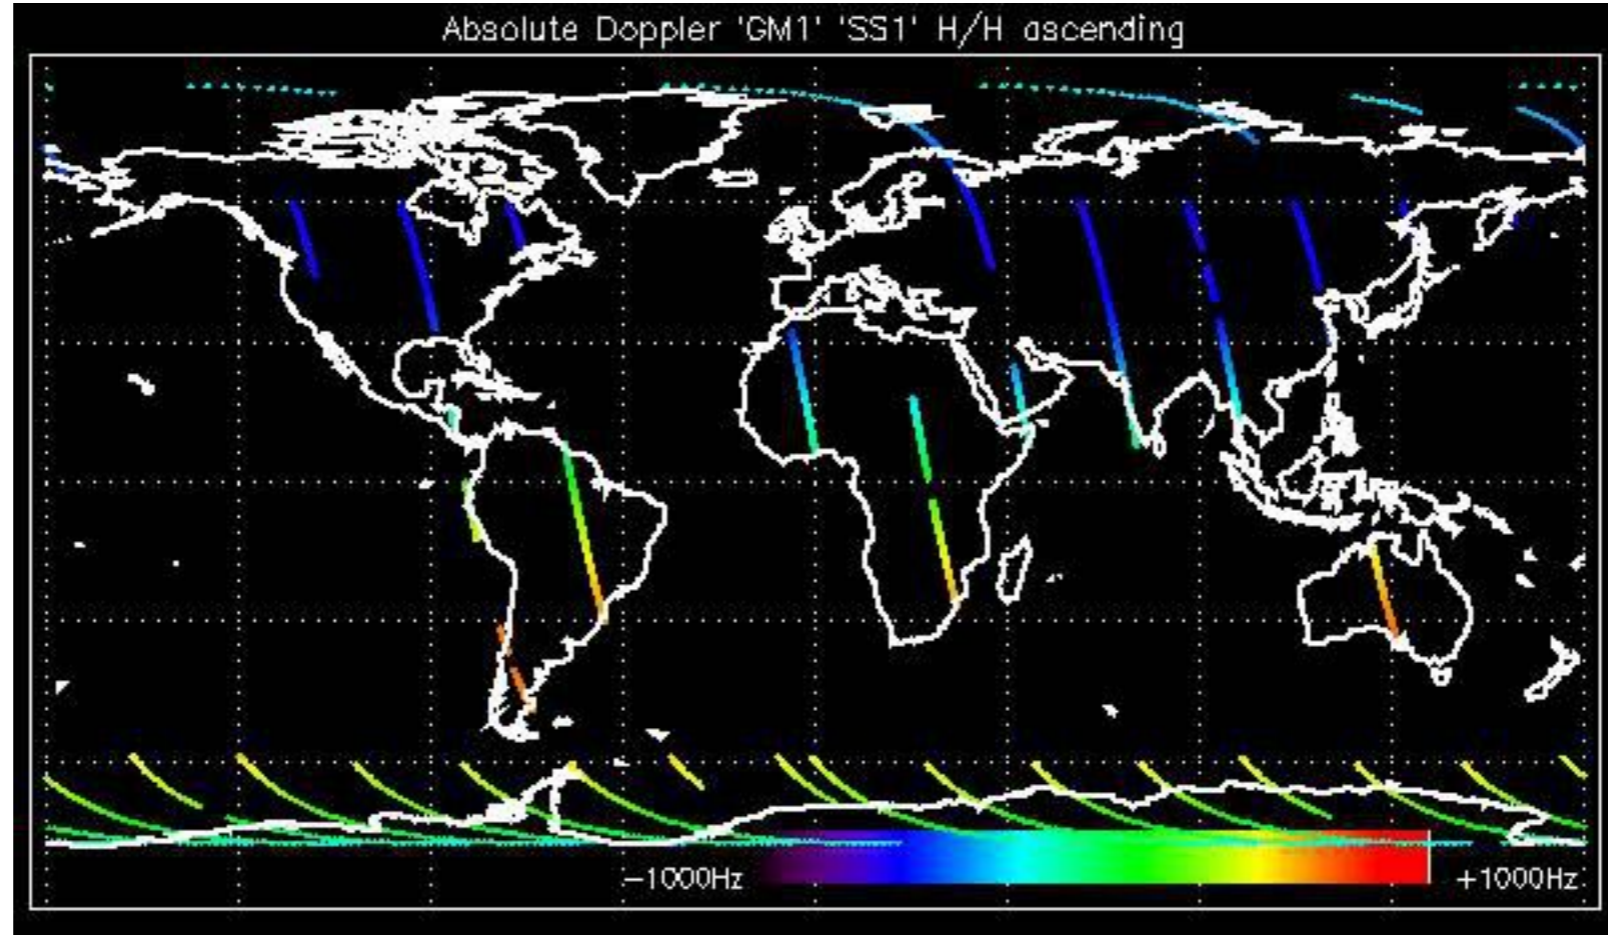 Absolute Doppler 'GM1' 'SS1' H/H ascending
−1000Hz
+1000Hz